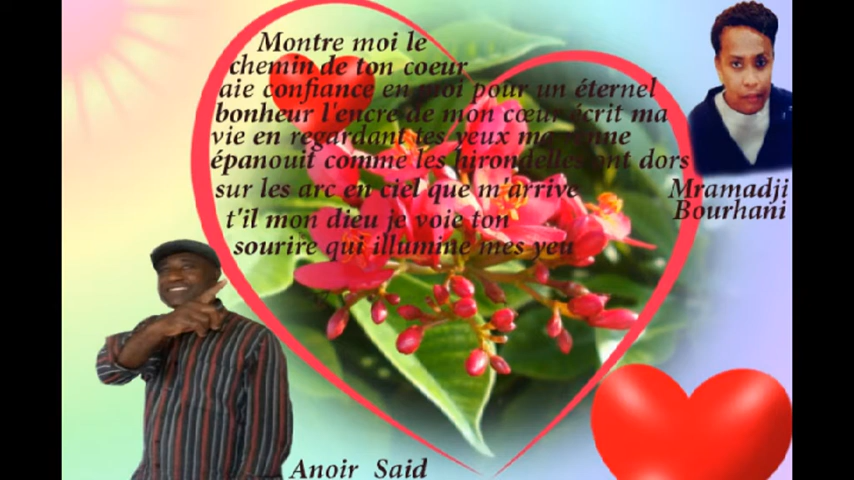 Montre moi le
chemin de ton coeur
aie confiance en moi pour un éternel
bonheur l'encre de mon cœur écrit ma
vie en regardant tes yeux
épanouit comme les hirondelles ont dors
sur les arc en ciel que m'arrive
t'il mon dieu je voie ton
sourire qui illumine mes yeu
Mramadji
Bourhani
Anoir Said